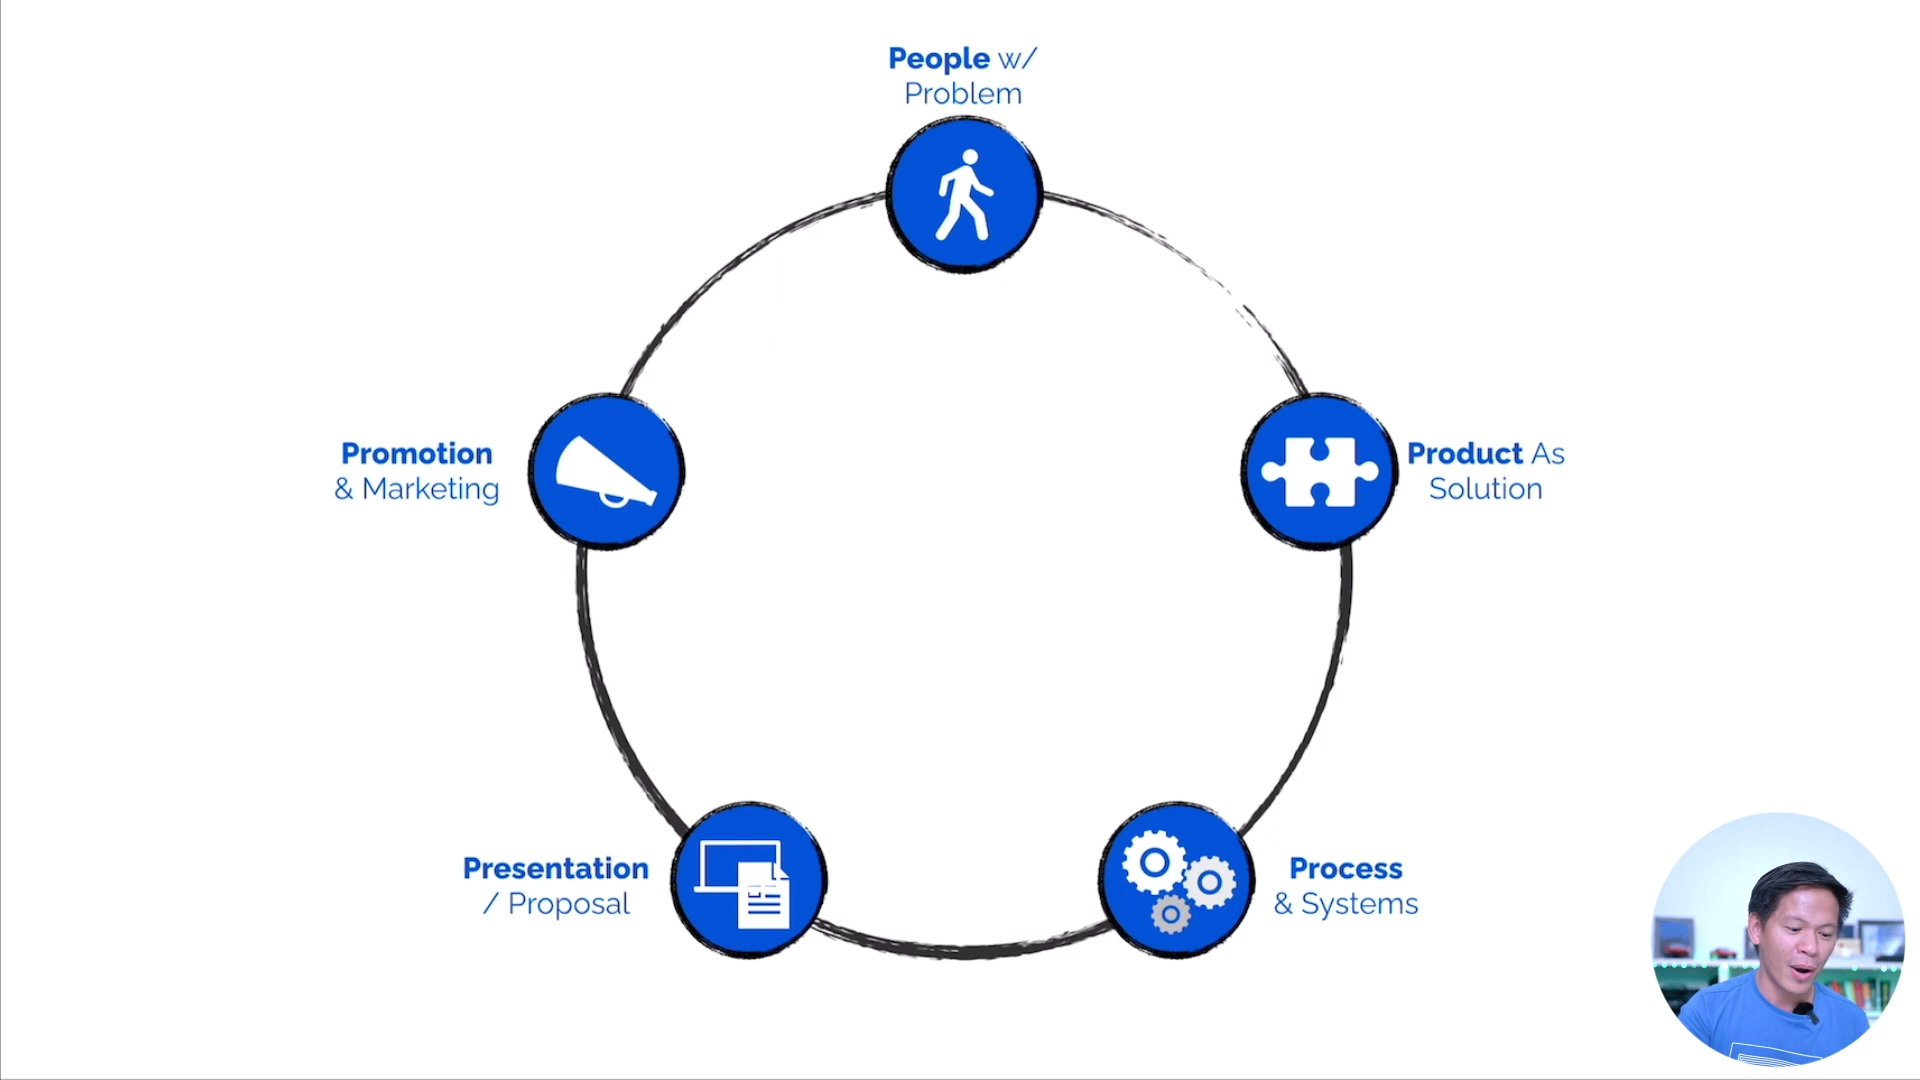 People w/
Problem
Promotion
& Marketing
Product As
Solution
Presentation
/ Proposal
Process
& Systems